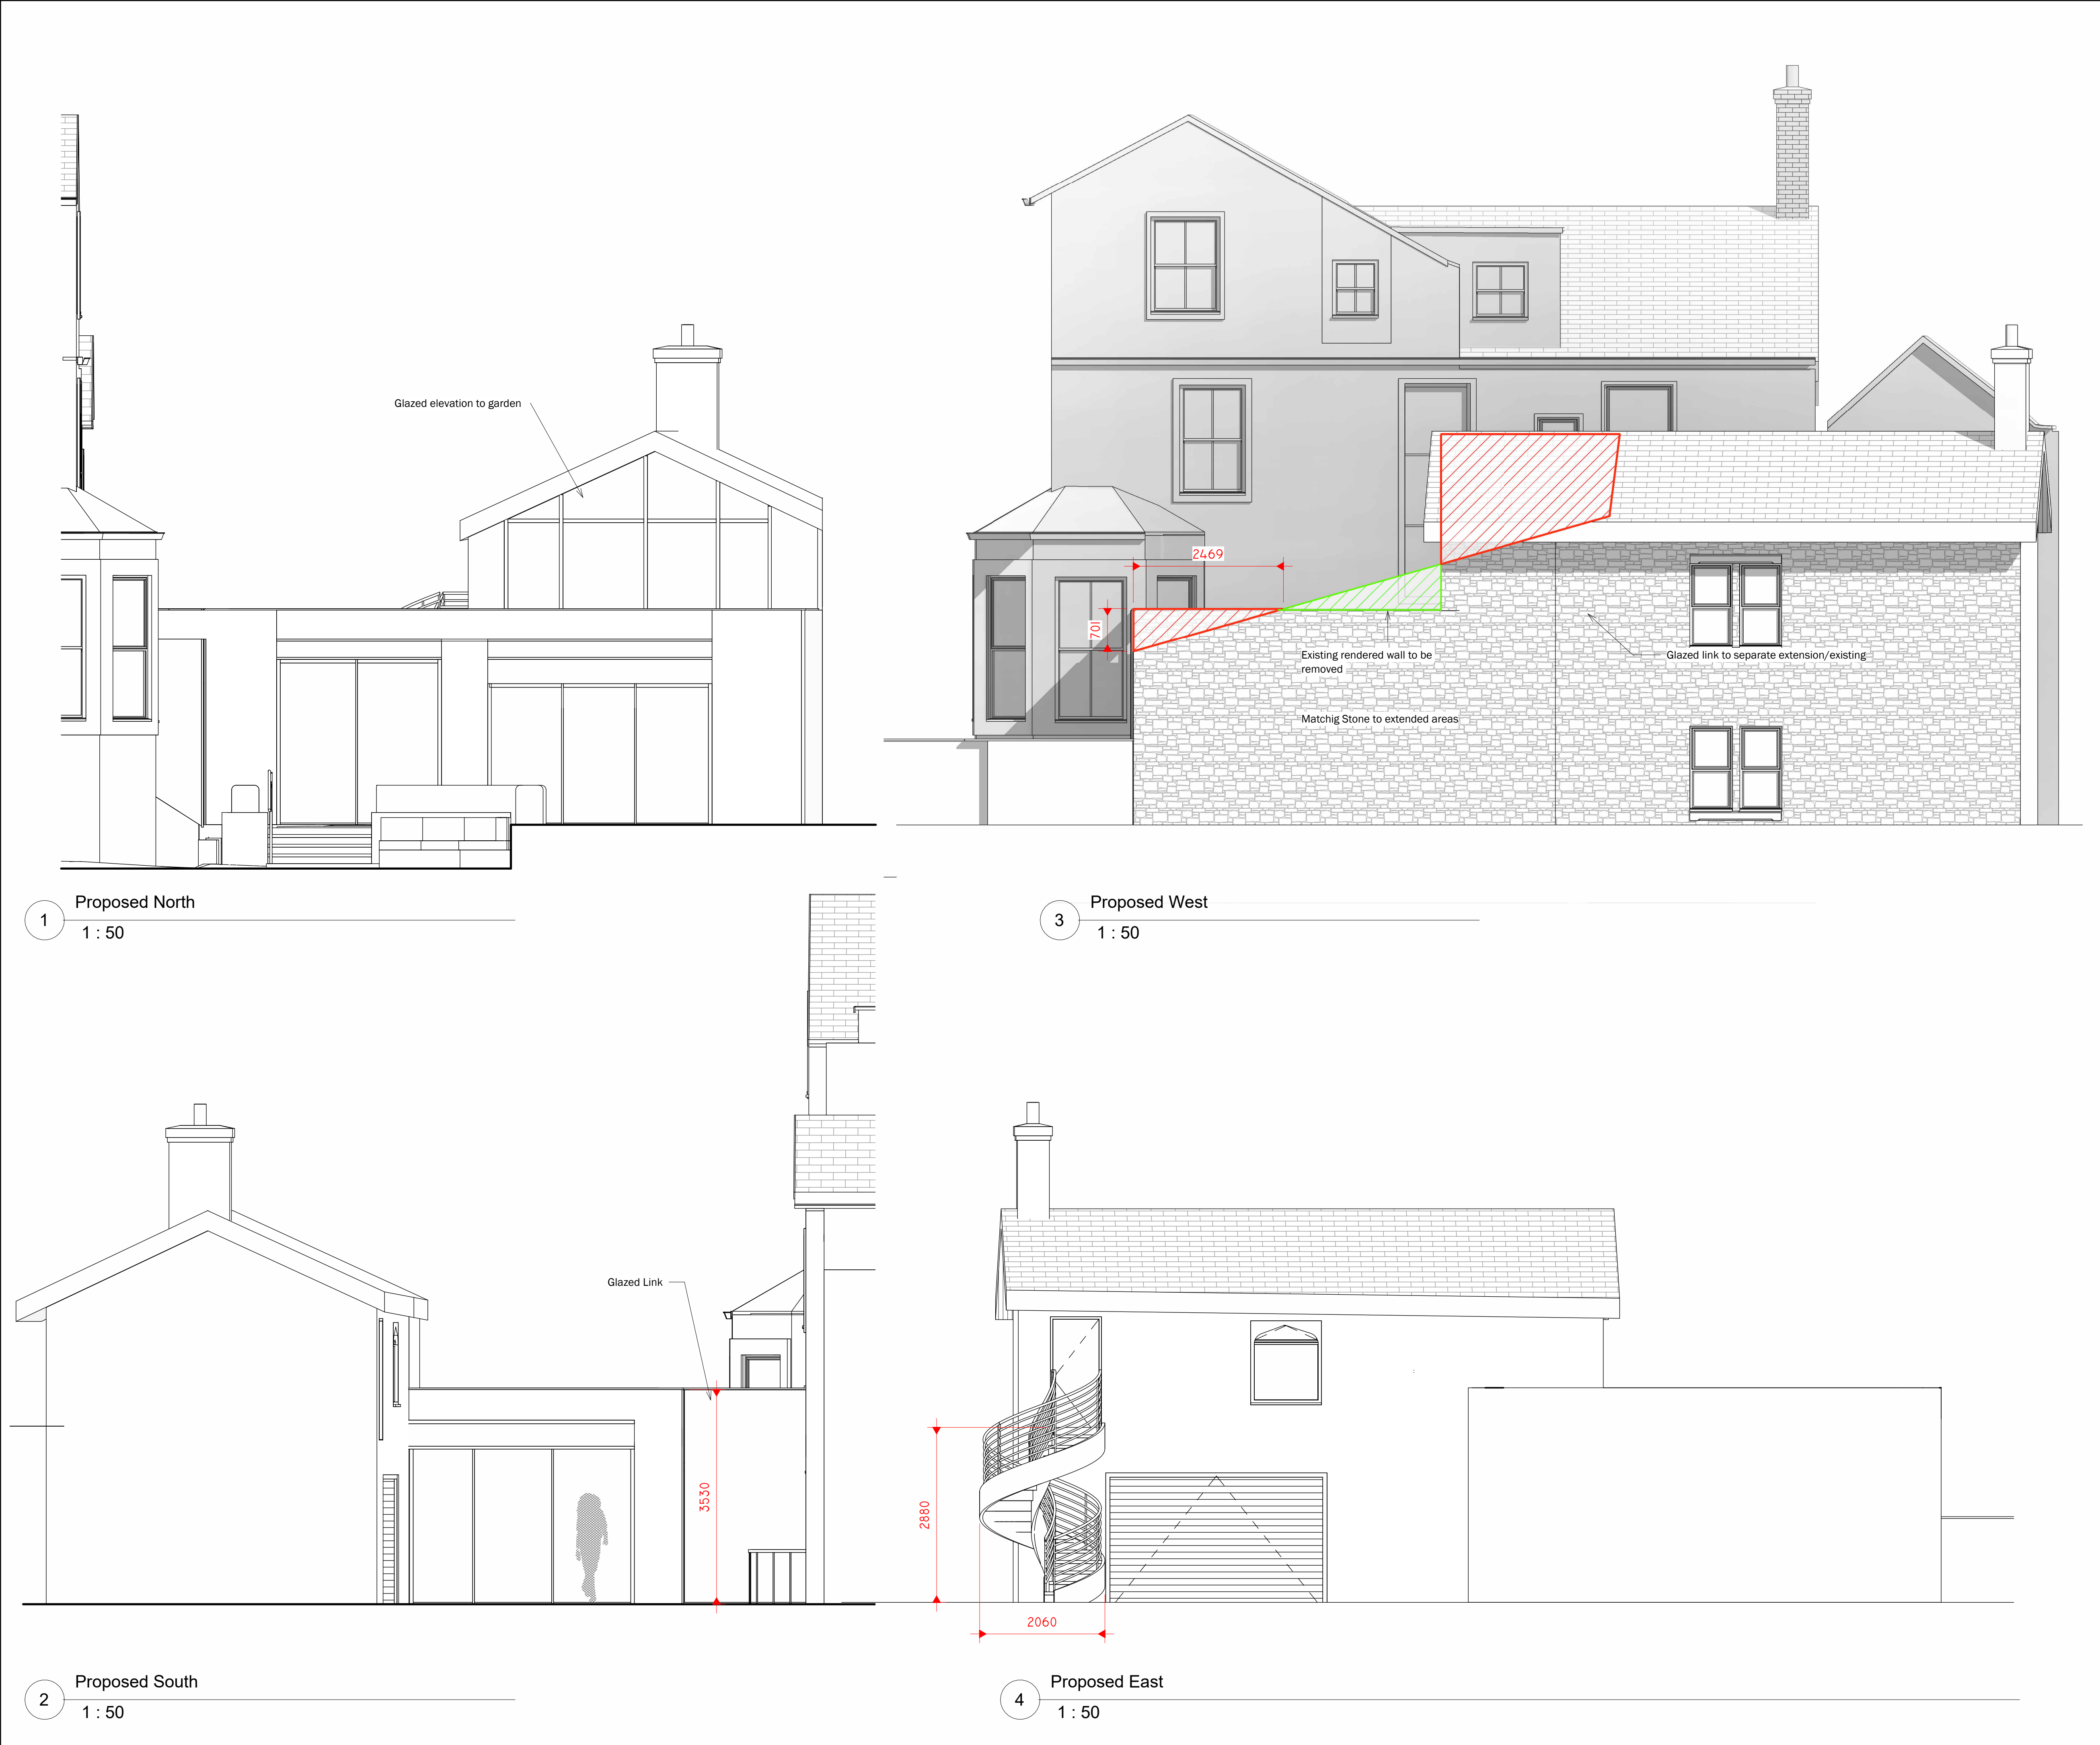 Glazed elevation to garden
1
Proposed North
1 : 50
2469
701
Existing rendered wall to be
removed
Glazed link to separate extension/existing
Matchig Stone to extended areas
3
Proposed West
1 : 50
Glazed Link
3530
2
Proposed South
1 : 50
2880
2060
4
Proposed East
1 : 50